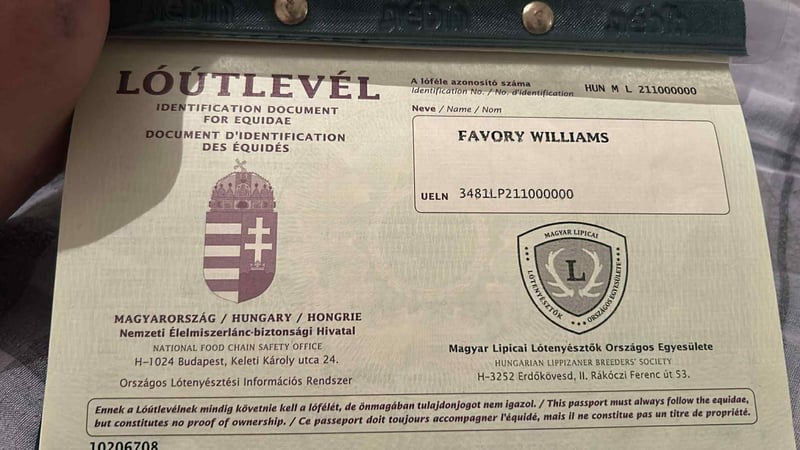 LÓÚTLEVÉL
IDENTIFICATION DOCUMENT
FOR EQUIDAE
DOCUMENT D'IDENTIFICATION
DES ÉQUIDÉS
MAGYARORSZÁG / HUNGARY / HONGRIE
Nemzeti Élelmiszerlánc-biztonsági Hivatal
NATIONAL FOOD CHAIN SAFETY OFFICE
H–1024 Budapest, Keleti Károly utca 24.
Országos Lótenyésztési Információs Rendszer
A lóféle azonosító száma
Identification No. / No. d'identification
HUN M L 211000000
Neve / Name / Nom
FAVORY WILLIAMS
UELN 3481LP211000000
MAGYAR LIPICAI
LÓTENYÉSZTŐK
ORSZÁGOS EGYESÜLETE
L
Magyar Lipicai Lótenyésztők Országos Egyesülete
HUNGARIAN LIPPIZANER BREEDERS' SOCIETY
H–3252 Erdőkövesd, II. Rákóczi Ferenc út 53.
Ennek a Lóútlevélnek mindig követnie kell a lófélét, de önmagában tulajdonjogot nem igazol. / This passport must always follow the equidae,
but constitutes no proof of ownership. / Ce passeport doit toujours accompagner l'équidé, mais il ne constitue pas un titre de propriété.
10206708